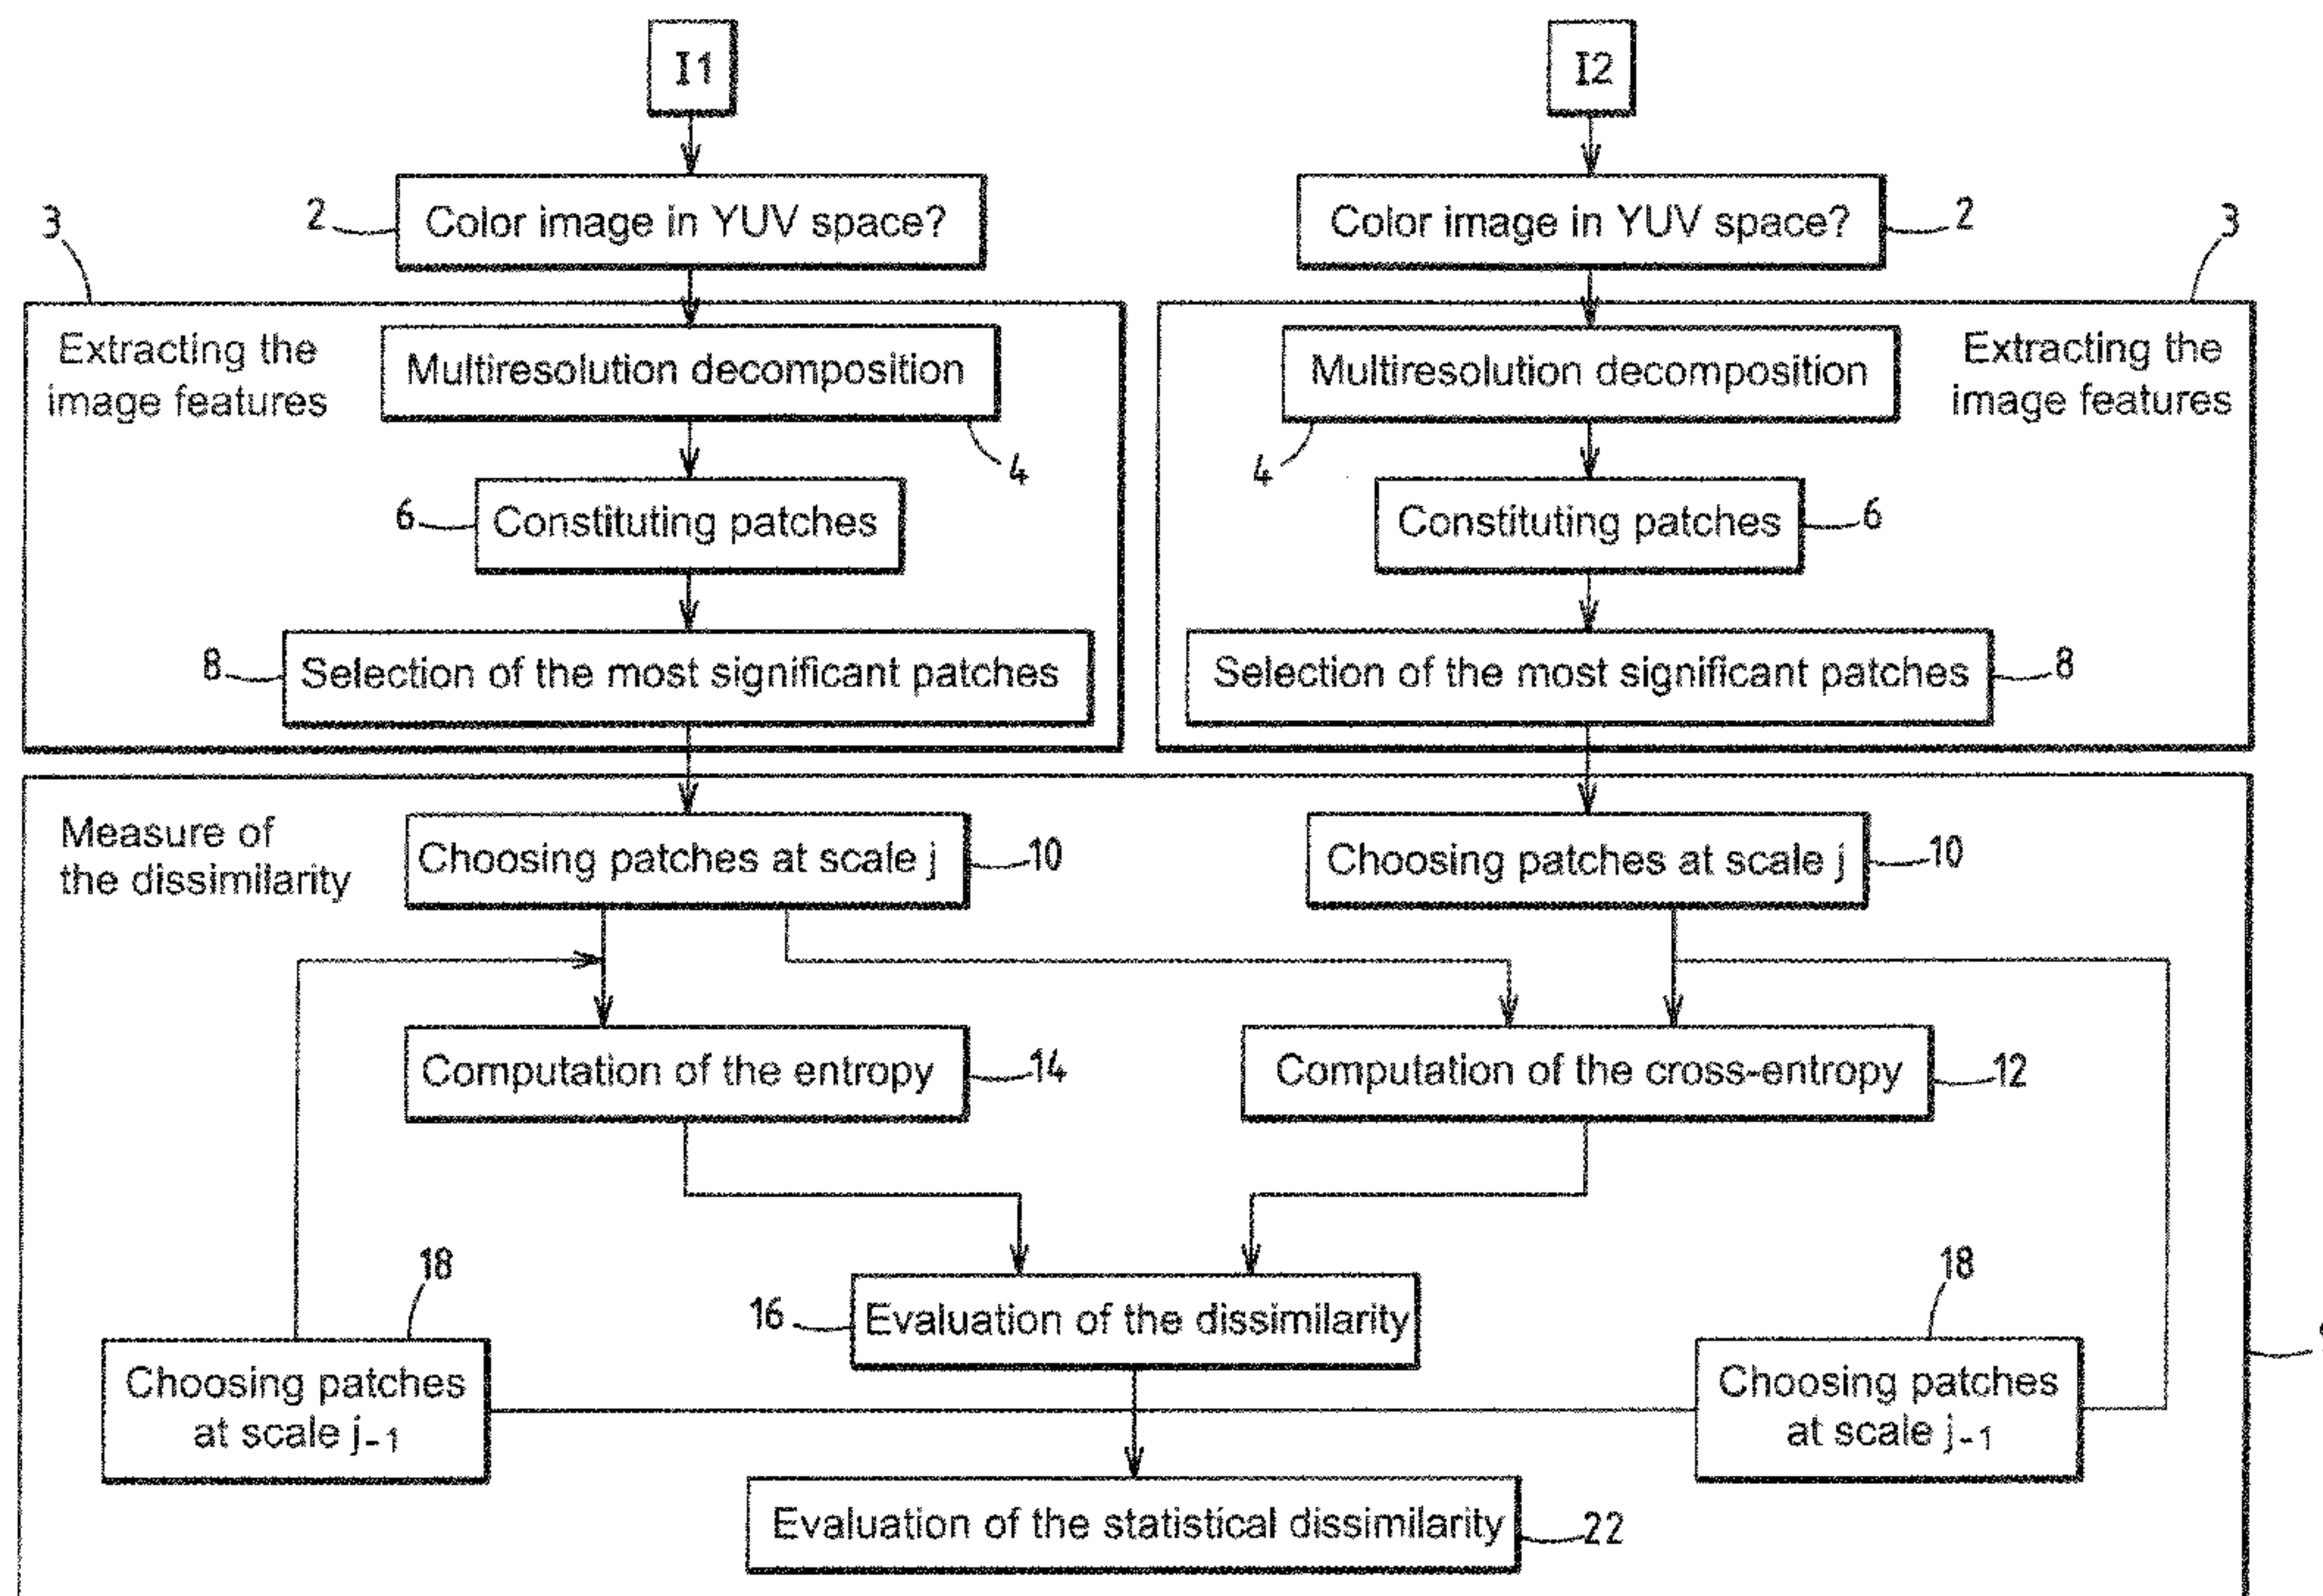 I1
I2
2
Color image in YUV space?
Color image in YUV space?
2
3
3
Extracting the
image features
Multiresolution decomposition
Multiresolution decomposition
Extracting the
image features
4
4
6
Constituting patches
Constituting patches
6
8
Selection of the most significant patches
Selection of the most significant patches
8
Measure of
the dissimilarity
Choosing patches at scale j
10
Choosing patches at scale j
10
Computation of the entropy
14
Computation of the cross-entropy
12
18
18
16
Evaluation of the dissimilarity
Choosing patches
at scale j-1
Choosing patches
at scale j-1
Evaluation of the statistical dissimilarity
22